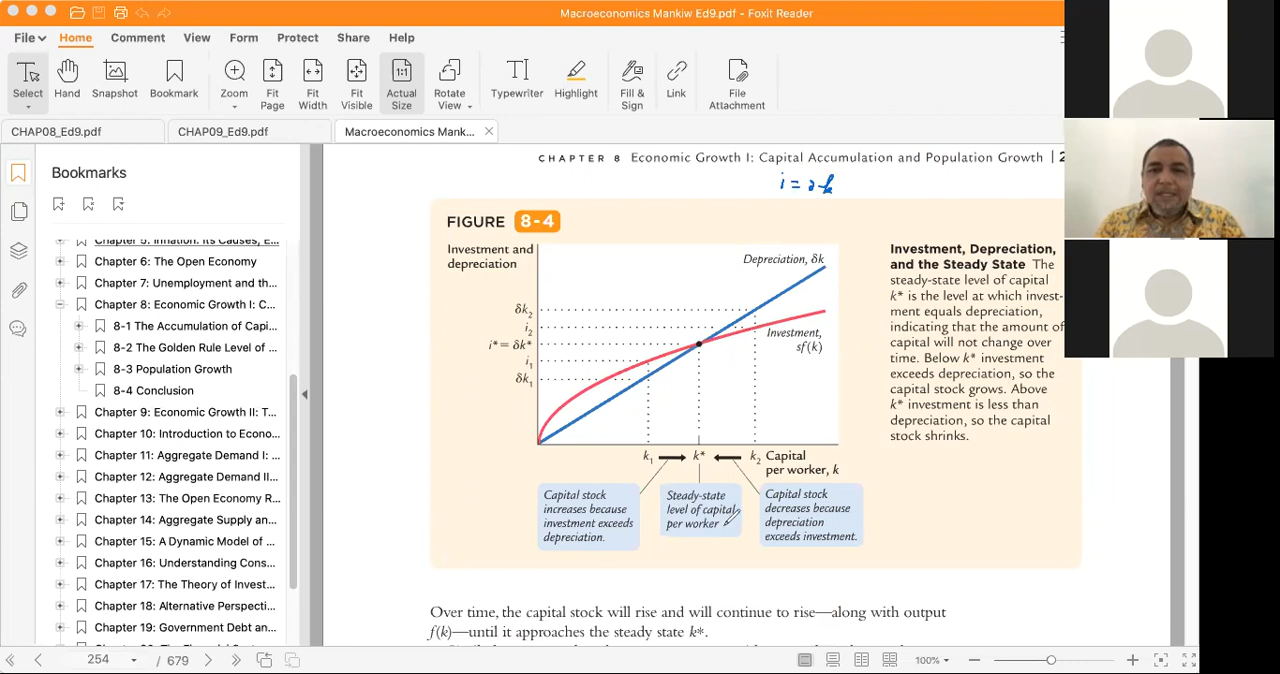 Macroeconomics Mankiw Ed9.pdf - Foxit Reader
File Home Comment View Form Protect Share Help
Select Hand Snapshot Bookmark Zoom Fit Page Fit Width Fit Visible Actual Size Rotate View Typewriter Highlight Fill & Sign Link File Attachment
CHAP08_Ed9.pdf CHAP09_Ed9.pdf Macroeconomics Mank...
Bookmarks
Chapter 5: Inflation: Its Causes, E...
Chapter 6: The Open Economy
Chapter 7: Unemployment and th...
Chapter 8: Economic Growth I: C...
8-1 The Accumulation of Capi...
8-2 The Golden Rule Level of ...
8-3 Population Growth
8-4 Conclusion
Chapter 9: Economic Growth II: T...
Chapter 10: Introduction to Econo...
Chapter 11: Aggregate Demand I: ...
Chapter 12: Aggregate Demand II...
Chapter 13: The Open Economy R...
Chapter 14: Aggregate Supply an...
Chapter 15: A Dynamic Model of ...
Chapter 16: Understanding Cons...
Chapter 17: The Theory of Invest...
Chapter 18: Alternative Perspecti...
Chapter 19: Government Debt an...
CHAPTER 8 Economic Growth I: Capital Accumulation and Population Growth | 2
i = ∂k
FIGURE 8-4
Investment and
depreciation
Depreciation, δk
δk₂
i₂
i* = δk*
i₁
δk₁
Investment,
sf(k)
k₁ k* k₂ Capital
per worker, k
Capital stock
increases because
investment exceeds
depreciation.
Steady-state
level of capital
per worker
Capital stock
decreases because
depreciation
exceeds investment.
Investment, Depreciation,
and the Steady State The
steady-state level of capital
k* is the level at which invest-
ment equals depreciation,
indicating that the amount of
capital will not change over
time. Below k* investment
exceeds depreciation, so the
capital stock grows. Above
k* investment is less than
depreciation, so the capital
stock shrinks.
Over time, the capital stock will rise and will continue to rise—along with output
f(k)—until it approaches the steady state k*.
254 / 679 100%